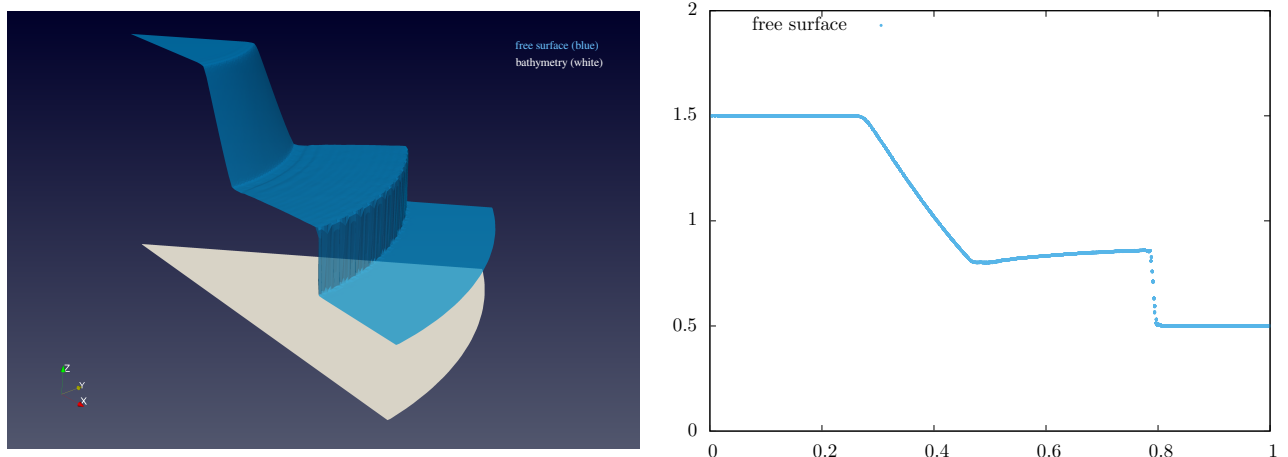 free surface (blue)
bathymetry (white)
Z
Y
X
free surface
2
1.5
1
0.5
0
0 0.2 0.4 0.6 0.8 1